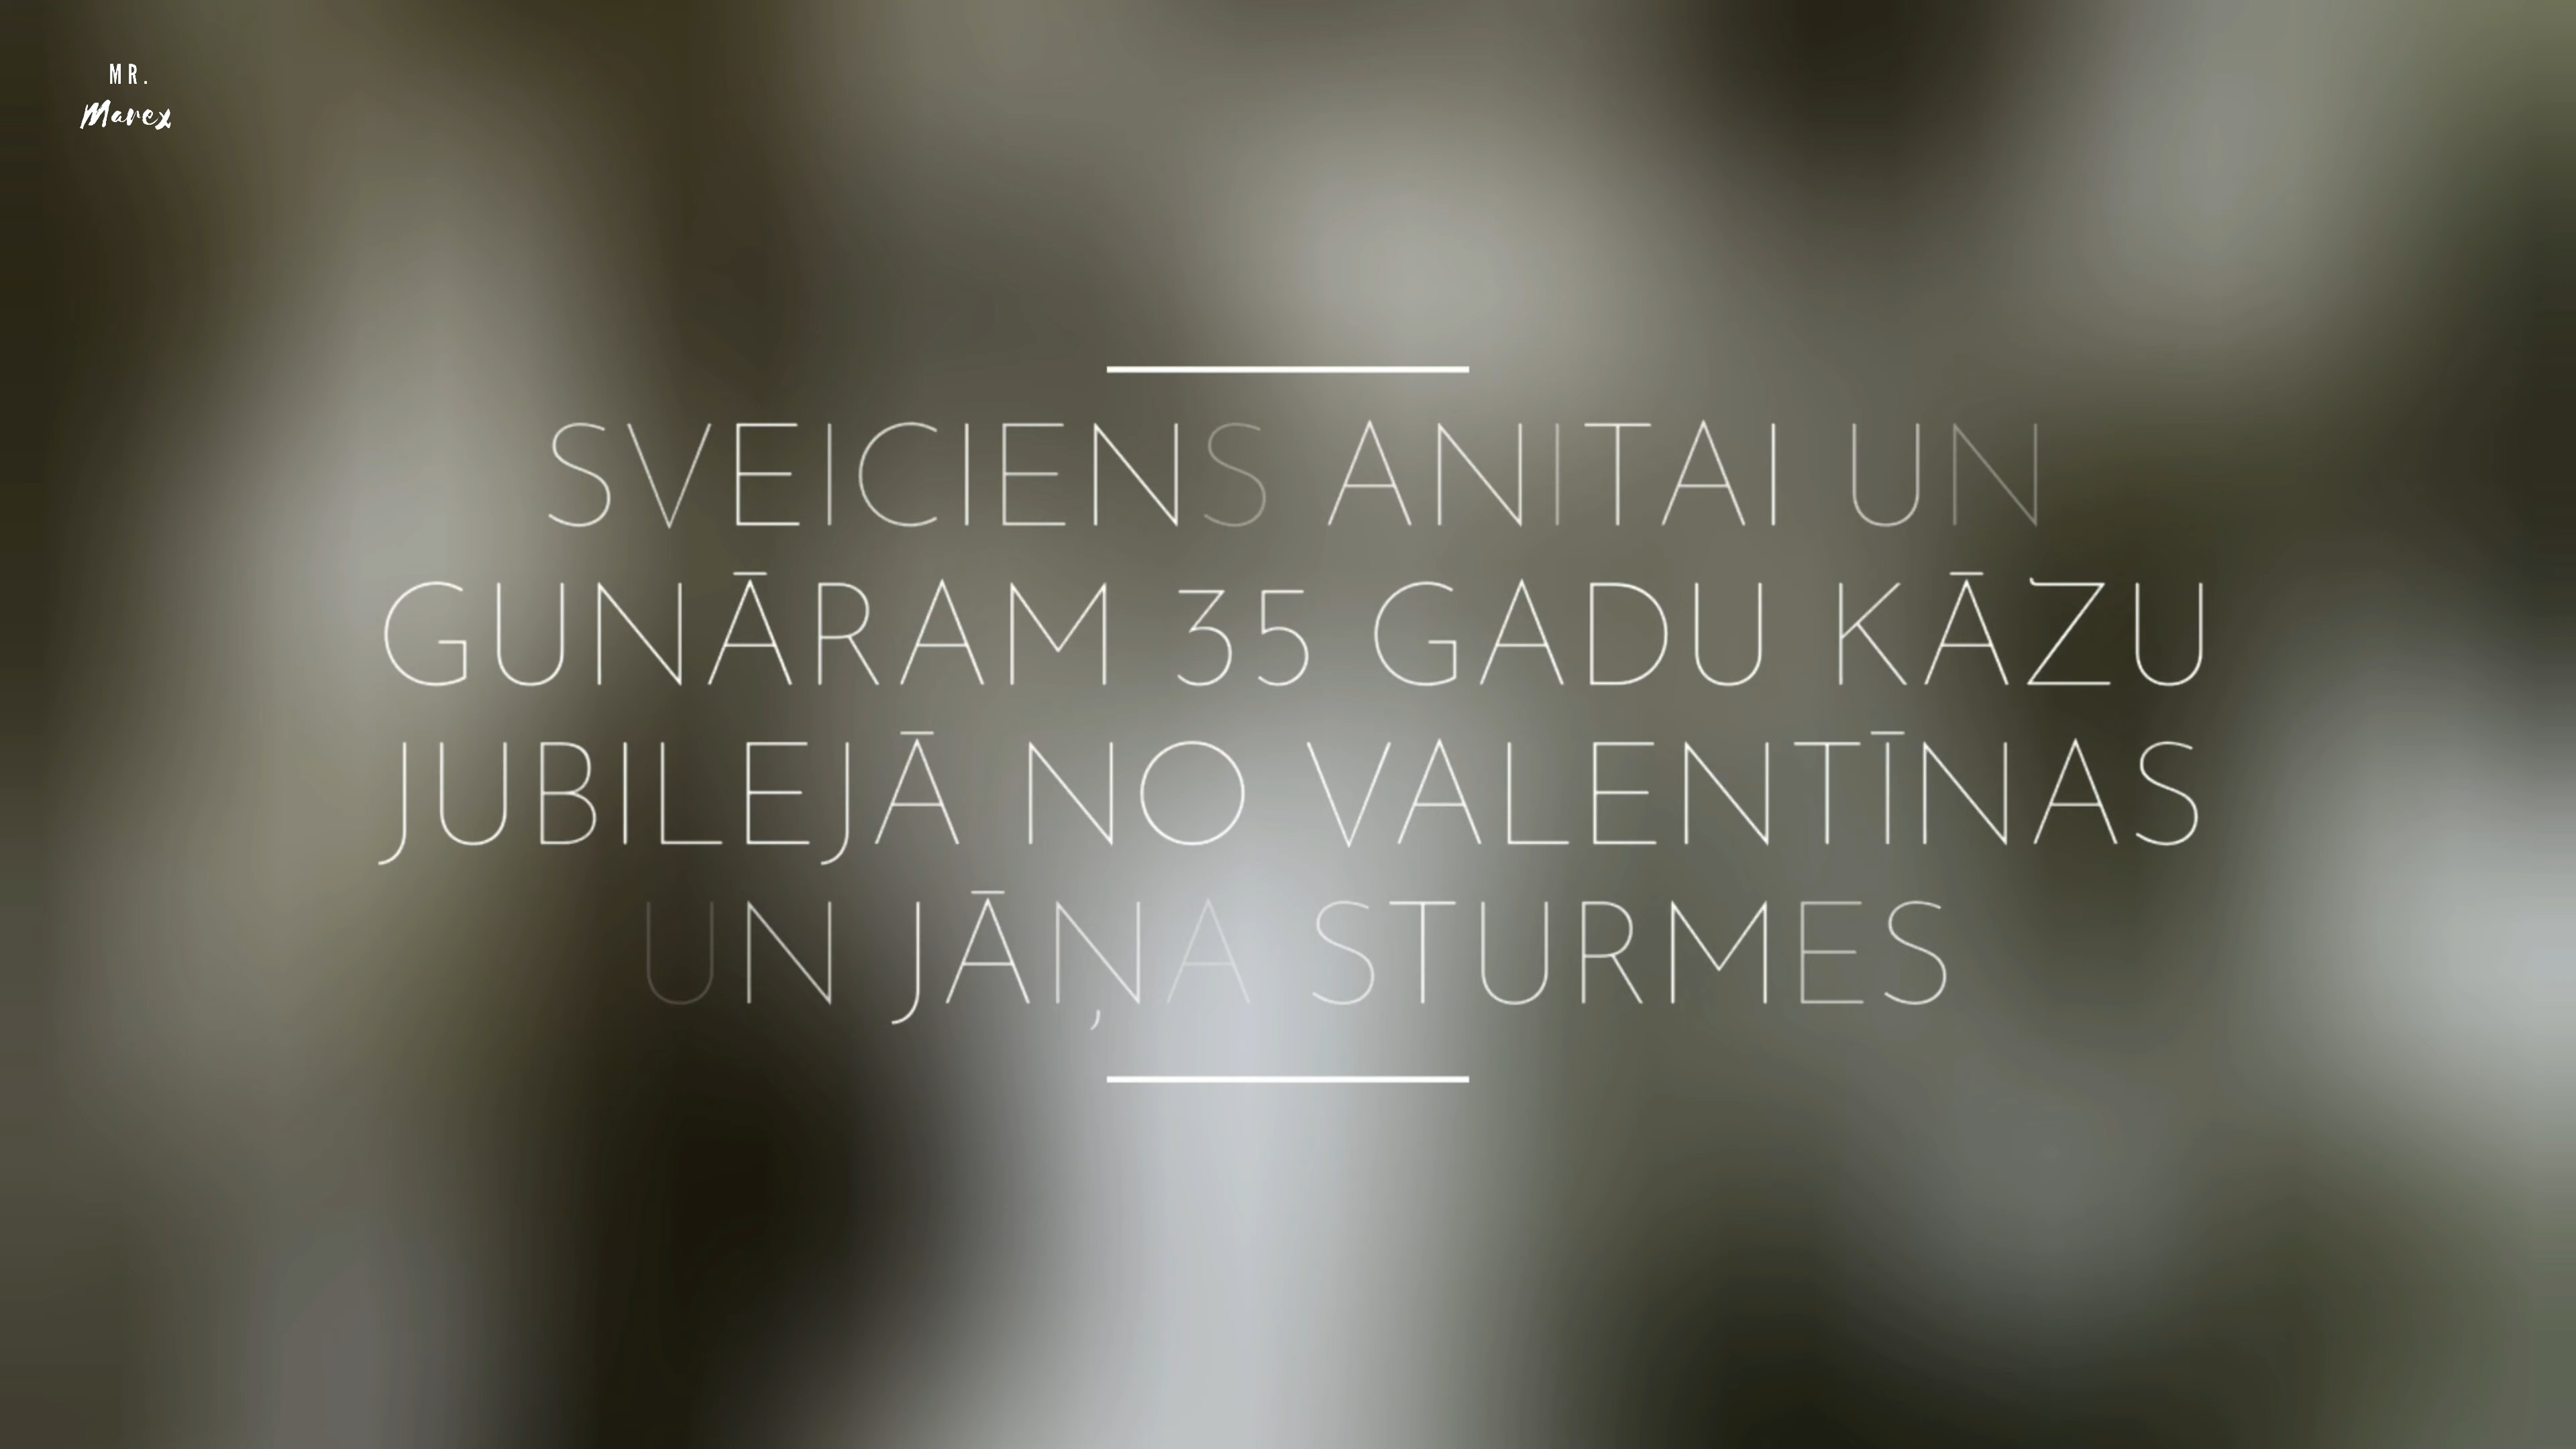 MR.
Marex
SVEICIENS ANITAI UN
GUNĀRAM 35 GADU KĀZU
JUBILEJĀ NO VALENTĪNAS
UN JĀŅA STURMES